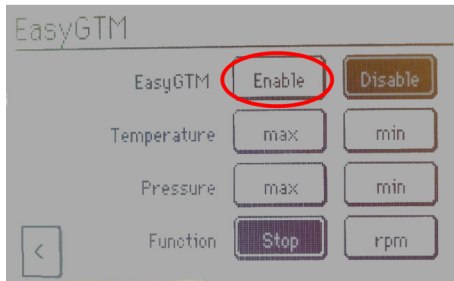 EasyGTM
EasyGTM Enable Disable
Temperature max min
Pressure max min
< Function Stop rpm